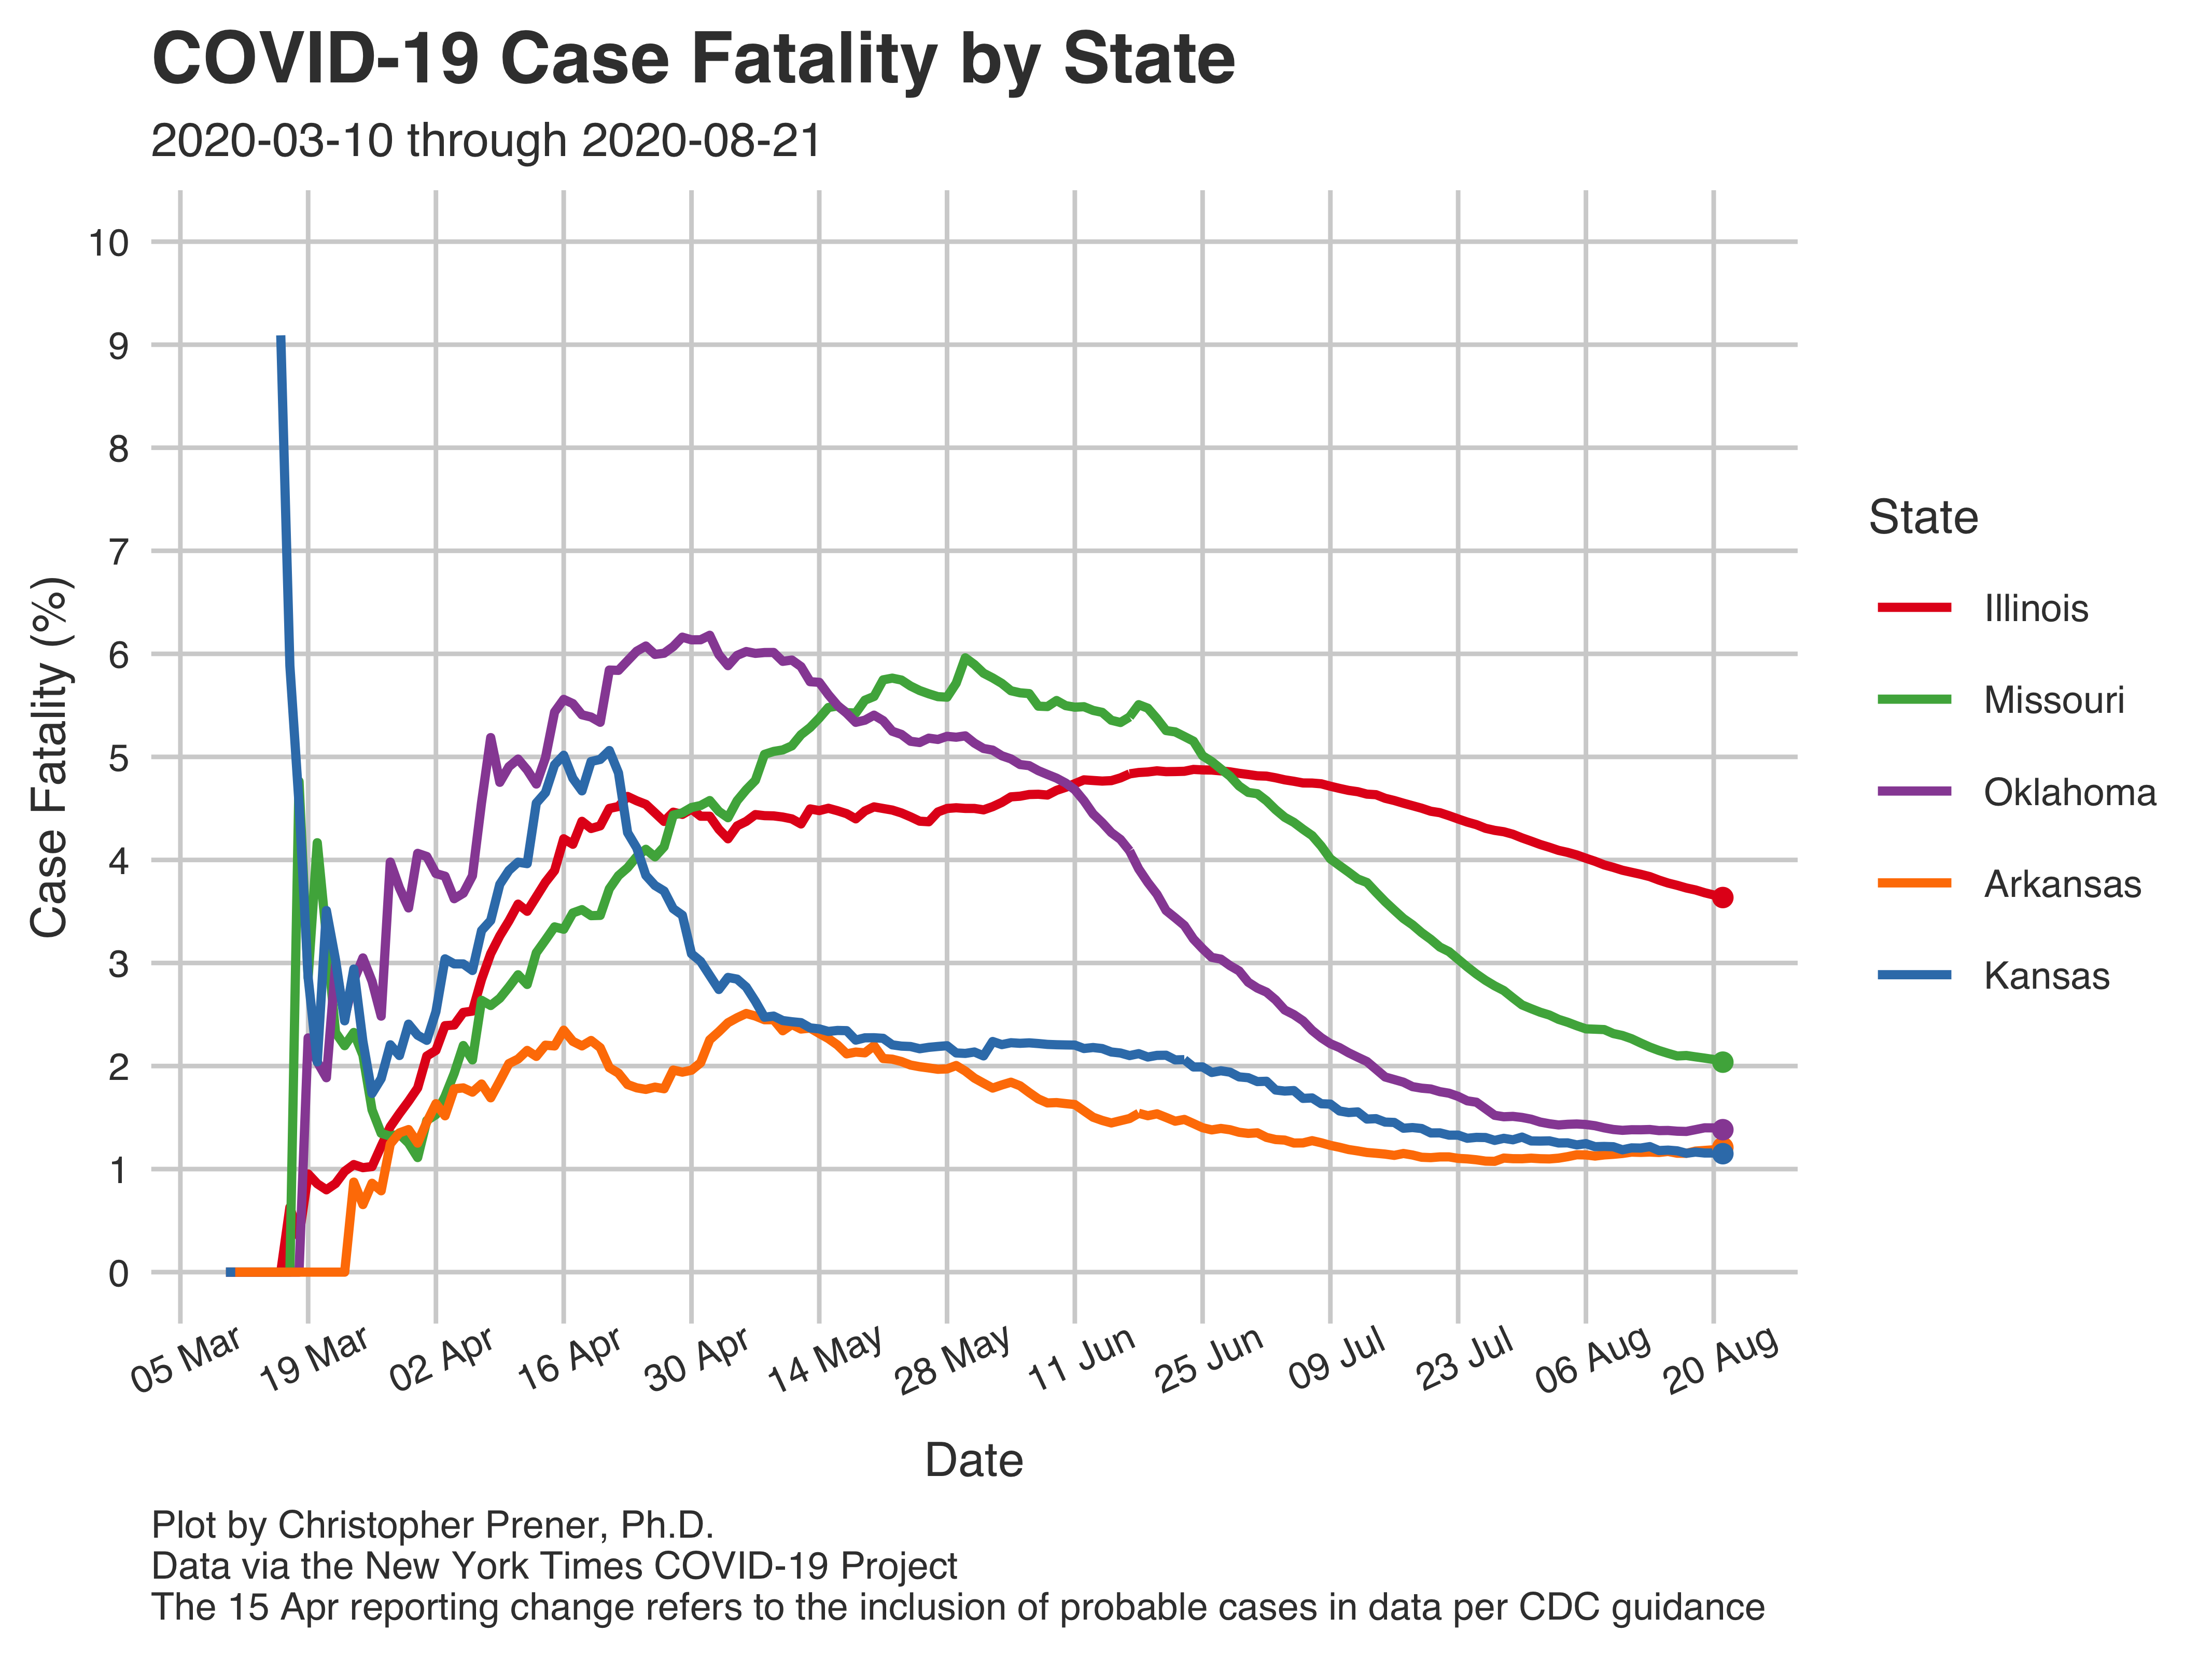 COVID-19 Case Fatality by State
2020-03-10 through 2020-08-21
Case Fatality (%)
10
9
8
7
6
5
4
3
2
1
0
05 Mar
19 Mar
02 Apr
16 Apr
30 Apr
14 May
28 May
11 Jun
25 Jun
09 Jul
23 Jul
06 Aug
20 Aug
Date
State
Illinois
Missouri
Oklahoma
Arkansas
Kansas
Plot by Christopher Prener, Ph.D.
Data via the New York Times COVID-19 Project
The 15 Apr reporting change refers to the inclusion of probable cases in data per CDC guidance